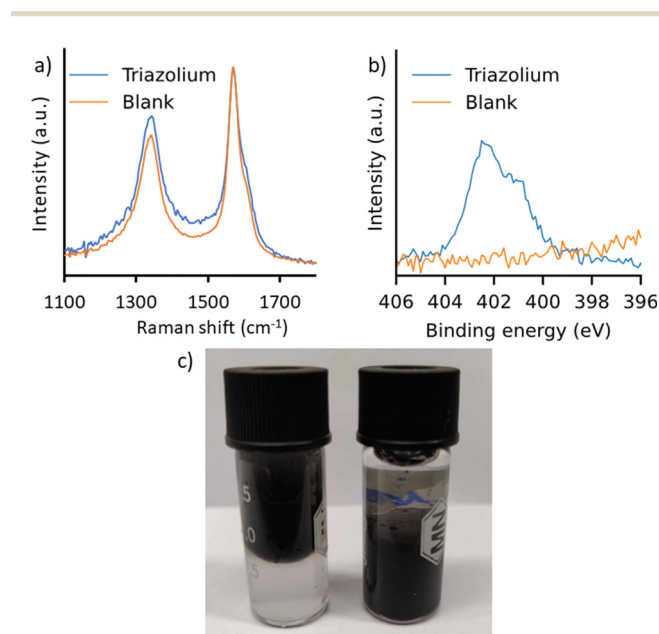 a)
Triazolium
Blank
Intensity (a.u.)
1100 1300 1500 1700
Raman shift (cm⁻¹)
b)
Triazolium
Blank
Intensity (a.u.)
406 404 402 400 398 396
Binding energy (eV)
c)
.5
.0
.5
MN